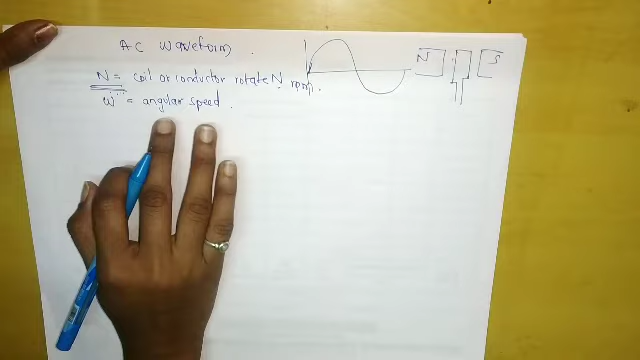 AC Waveform
N = coil or conductor rotate N rpm.
N S
ω = angular speed.